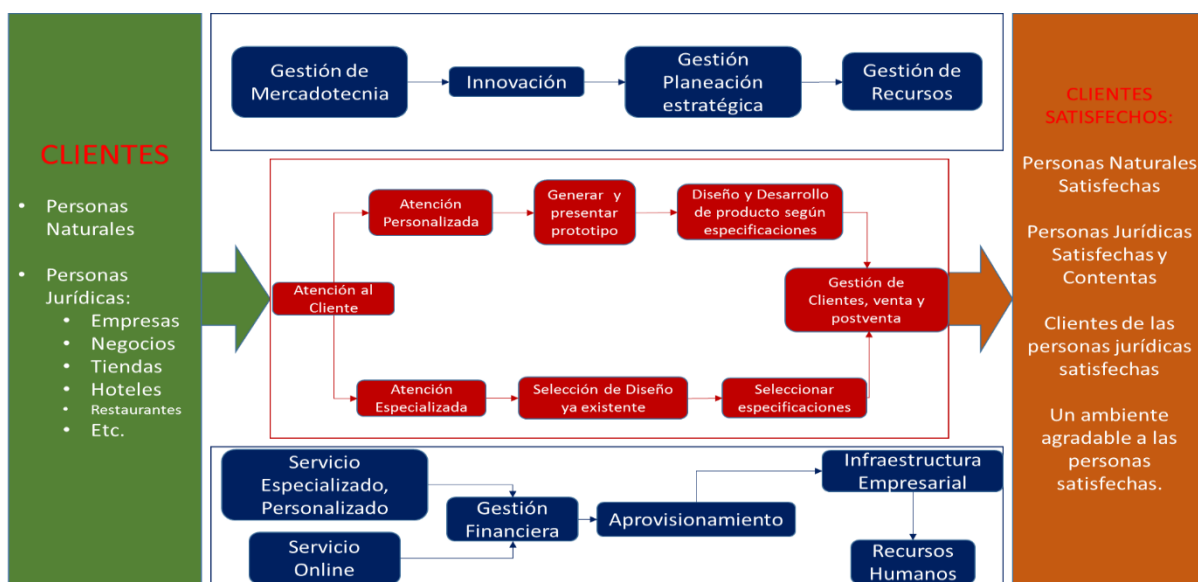 CLIENTES
• Personas
Naturales
• Personas
Jurídicas:
• Empresas
• Negocios
• Tiendas
• Hoteles
• Restaurantes
• Etc.
Gestión de
Mercadotecnia
Innovación
Gestión
Planeación
estratégica
Gestión de
Recursos
Atención al
Cliente
Atención
Personalizada
Generar y
presentar
prototipo
Diseño y Desarrollo
de producto según
especificaciones
Gestión de
Clientes, venta y
postventa
Atención
Especializada
Selección de Diseño
ya existente
Seleccionar
especificaciones
Servicio
Especializado,
Personalizado
Servicio
Online
Gestión
Financiera
Aprovisionamiento
Infraestructura
Empresarial
Recursos
Humanos
CLIENTES
SATISFECHOS:
Personas Naturales
Satisfechas
Personas Jurídicas
Satisfechas y
Contentas
Clientes de las
personas jurídicas
satisfechas
Un ambiente
agradable a las
personas
satisfechas.